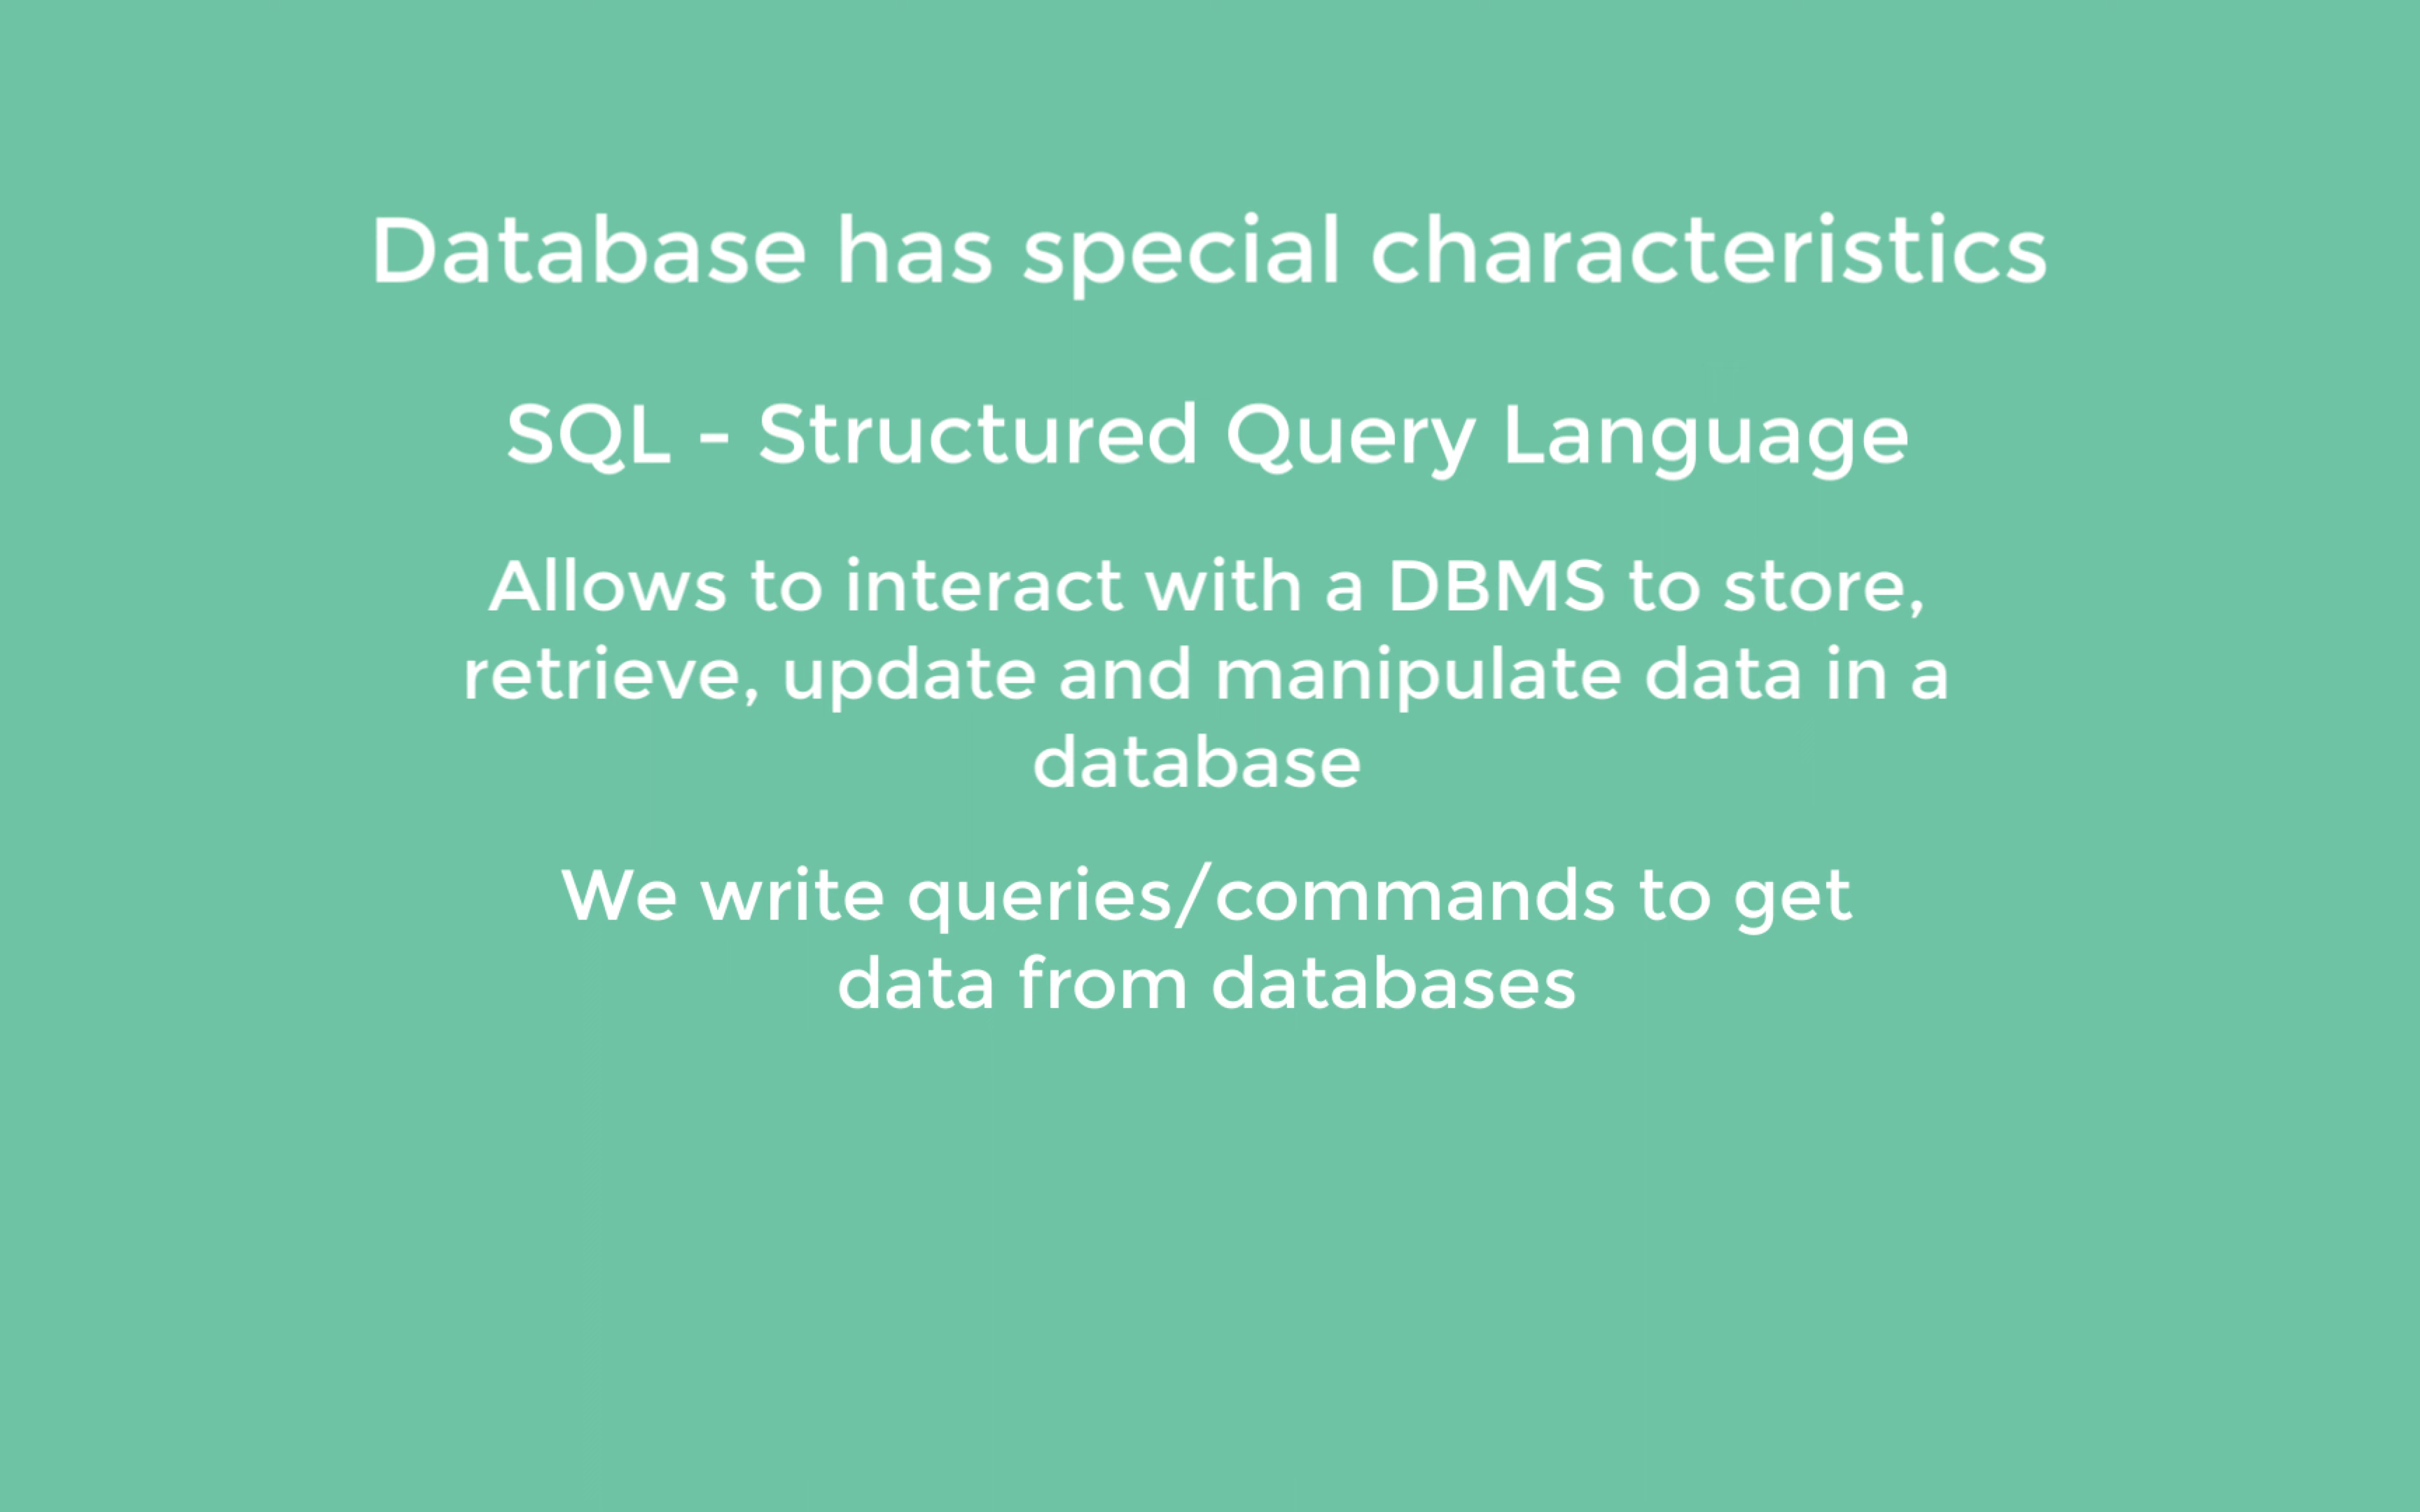 Database has special characteristics
SQL - Structured Query Language
Allows to interact with a DBMS to store,
retrieve, update and manipulate data in a
database
We write queries/commands to get
data from databases